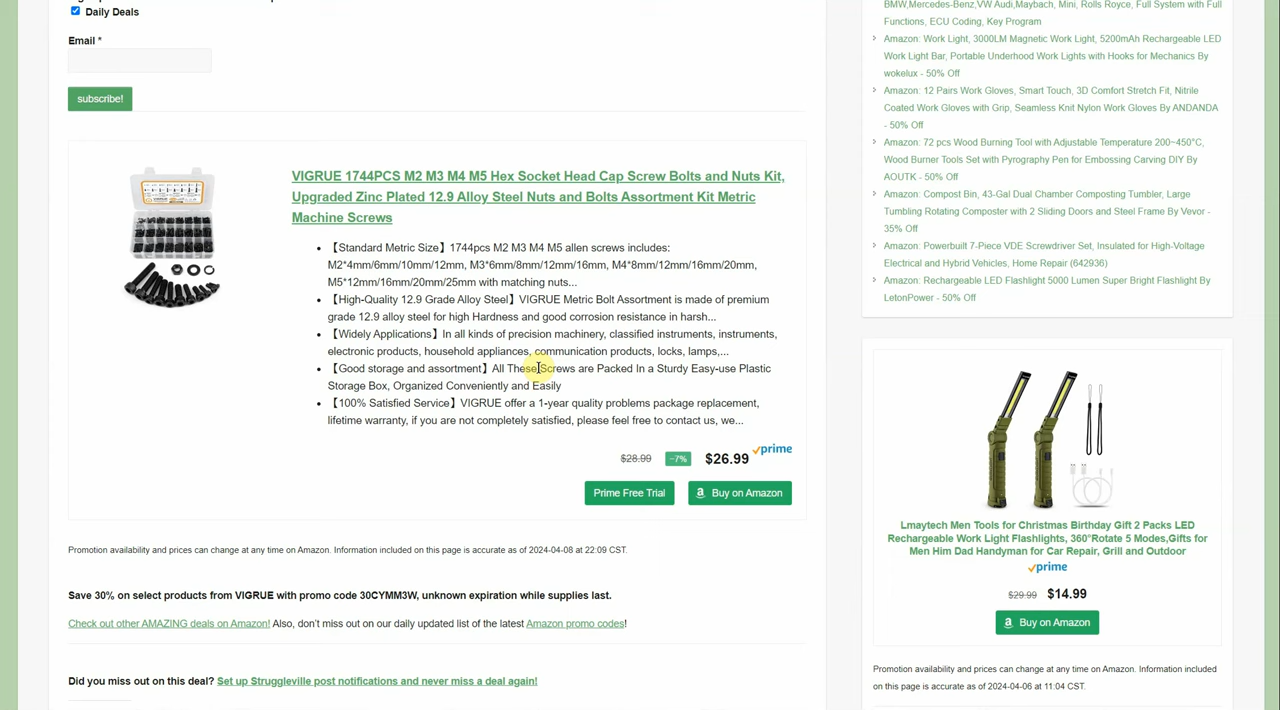 Daily Deals
Email *
subscribe!
VIGRUE 1744PCS M2 M3 M4 M5 Hex Socket Head Cap Screw Bolts and Nuts Kit,
Upgraded Zinc Plated 12.9 Alloy Steel Nuts and Bolts Assortment Kit Metric
Machine Screws
• 【Standard Metric Size】1744pcs M2 M3 M4 M5 allen screws includes:
M2*4mm/6mm/10mm/12mm, M3*6mm/8mm/12mm/16mm, M4*8mm/12mm/16mm/20mm,
M5*12mm/16mm/20mm/25mm with matching nuts...
• 【High-Quality 12.9 Grade Alloy Steel】VIGRUE Metric Bolt Assortment is made of premium
grade 12.9 alloy steel for high Hardness and good corrosion resistance in harsh...
• 【Widely Applications】In all kinds of precision machinery, classified instruments, instruments,
electronic products, household appliances, communication products, locks, lamps,...
• 【Good storage and assortment】All These Screws are Packed In a Sturdy Easy-use Plastic
Storage Box, Organized Conveniently and Easily
• 【100% Satisfied Service】VIGRUE offer a 1-year quality problems package replacement,
lifetime warranty, if you are not completely satisfied, please feel free to contact us, we...
$28.99 −7% $26.99 prime
Prime Free Trial Buy on Amazon
Promotion availability and prices can change at any time on Amazon. Information included on this page is accurate as of 2024-04-08 at 22:09 CST.
Save 30% on select products from VIGRUE with promo code 30CYMM3W, unknown expiration while supplies last.
Check out other AMAZING deals on Amazon! Also, don't miss out on our daily updated list of the latest Amazon promo codes!
Did you miss out on this deal? Set up $truggleville post notifications and never miss a deal again!
BMW,Mercedes-Benz,VW Audi,Maybach, Mini, Rolls Royce, Full System with Full
Functions, ECU Coding, Key Program
Amazon: Work Light, 3000LM Magnetic Work Light, 5200mAh Rechargeable LED
Work Light Bar, Portable Underhood Work Lights with Hooks for Mechanics By
wokelux - 50% Off
Amazon: 12 Pairs Work Gloves, Smart Touch, 3D Comfort Stretch Fit, Nitrile
Coated Work Gloves with Grip, Seamless Knit Nylon Work Gloves By ANDANDA
- 50% Off
Amazon: 72 pcs Wood Burning Tool with Adjustable Temperature 200~450°C,
Wood Burner Tools Set with Pyrography Pen for Embossing Carving DIY By
AOUTK - 50% Off
Amazon: Compost Bin, 43-Gal Dual Chamber Composting Tumbler, Large
Tumbling Rotating Composter with 2 Sliding Doors and Steel Frame By Vevor -
35% Off
Amazon: Powerbuilt 7-Piece VDE Screwdriver Set, Insulated for High-Voltage
Electrical and Hybrid Vehicles, Home Repair (642936)
Amazon: Rechargeable LED Flashlight 5000 Lumen Super Bright Flashlight By
LetonPower - 50% Off
Lmaytech Men Tools for Christmas Birthday Gift 2 Packs LED
Rechargeable Work Light Flashlights, 360°Rotate 5 Modes,Gifts for
Men Him Dad Handyman for Car Repair, Grill and Outdoor
prime
$29.99 $14.99
Buy on Amazon
Promotion availability and prices can change at any time on Amazon. Information included
on this page is accurate as of 2024-04-06 at 11:04 CST.